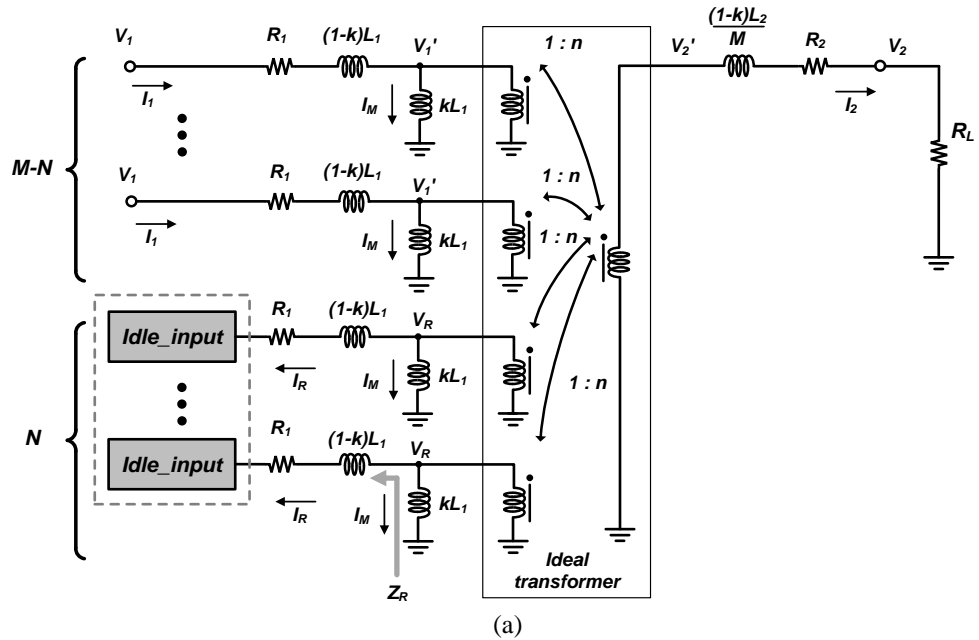 V1 R1 (1-k)L1 V1' 1 : n V2' (1-k)L2
M R2 V2
I1 IM kL1 I2 RL
M-N
V1 R1 (1-k)L1 V1' 1 : n
I1 IM kL1 1 : n
R1 (1-k)L1 VR
Idle_input
IR IM kL1 1 : n
N
R1 (1-k)L1 VR
Idle_input
IR IM kL1
ZR
Ideal
transformer
(a)